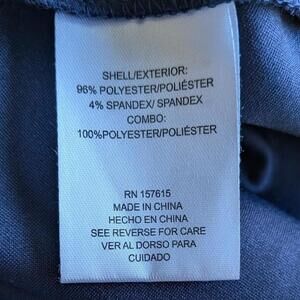 SHELL/EXTERIOR:
96% POLYESTER/POLIÉSTER
4% SPANDEX/ SPANDEX
COMBO:
100%POLYESTER/POLIÉSTER
RN 157615
MADE IN CHINA
HECHO EN CHINA
SEE REVERSE FOR CARE
VER AL DORSO PARA
CUIDADO